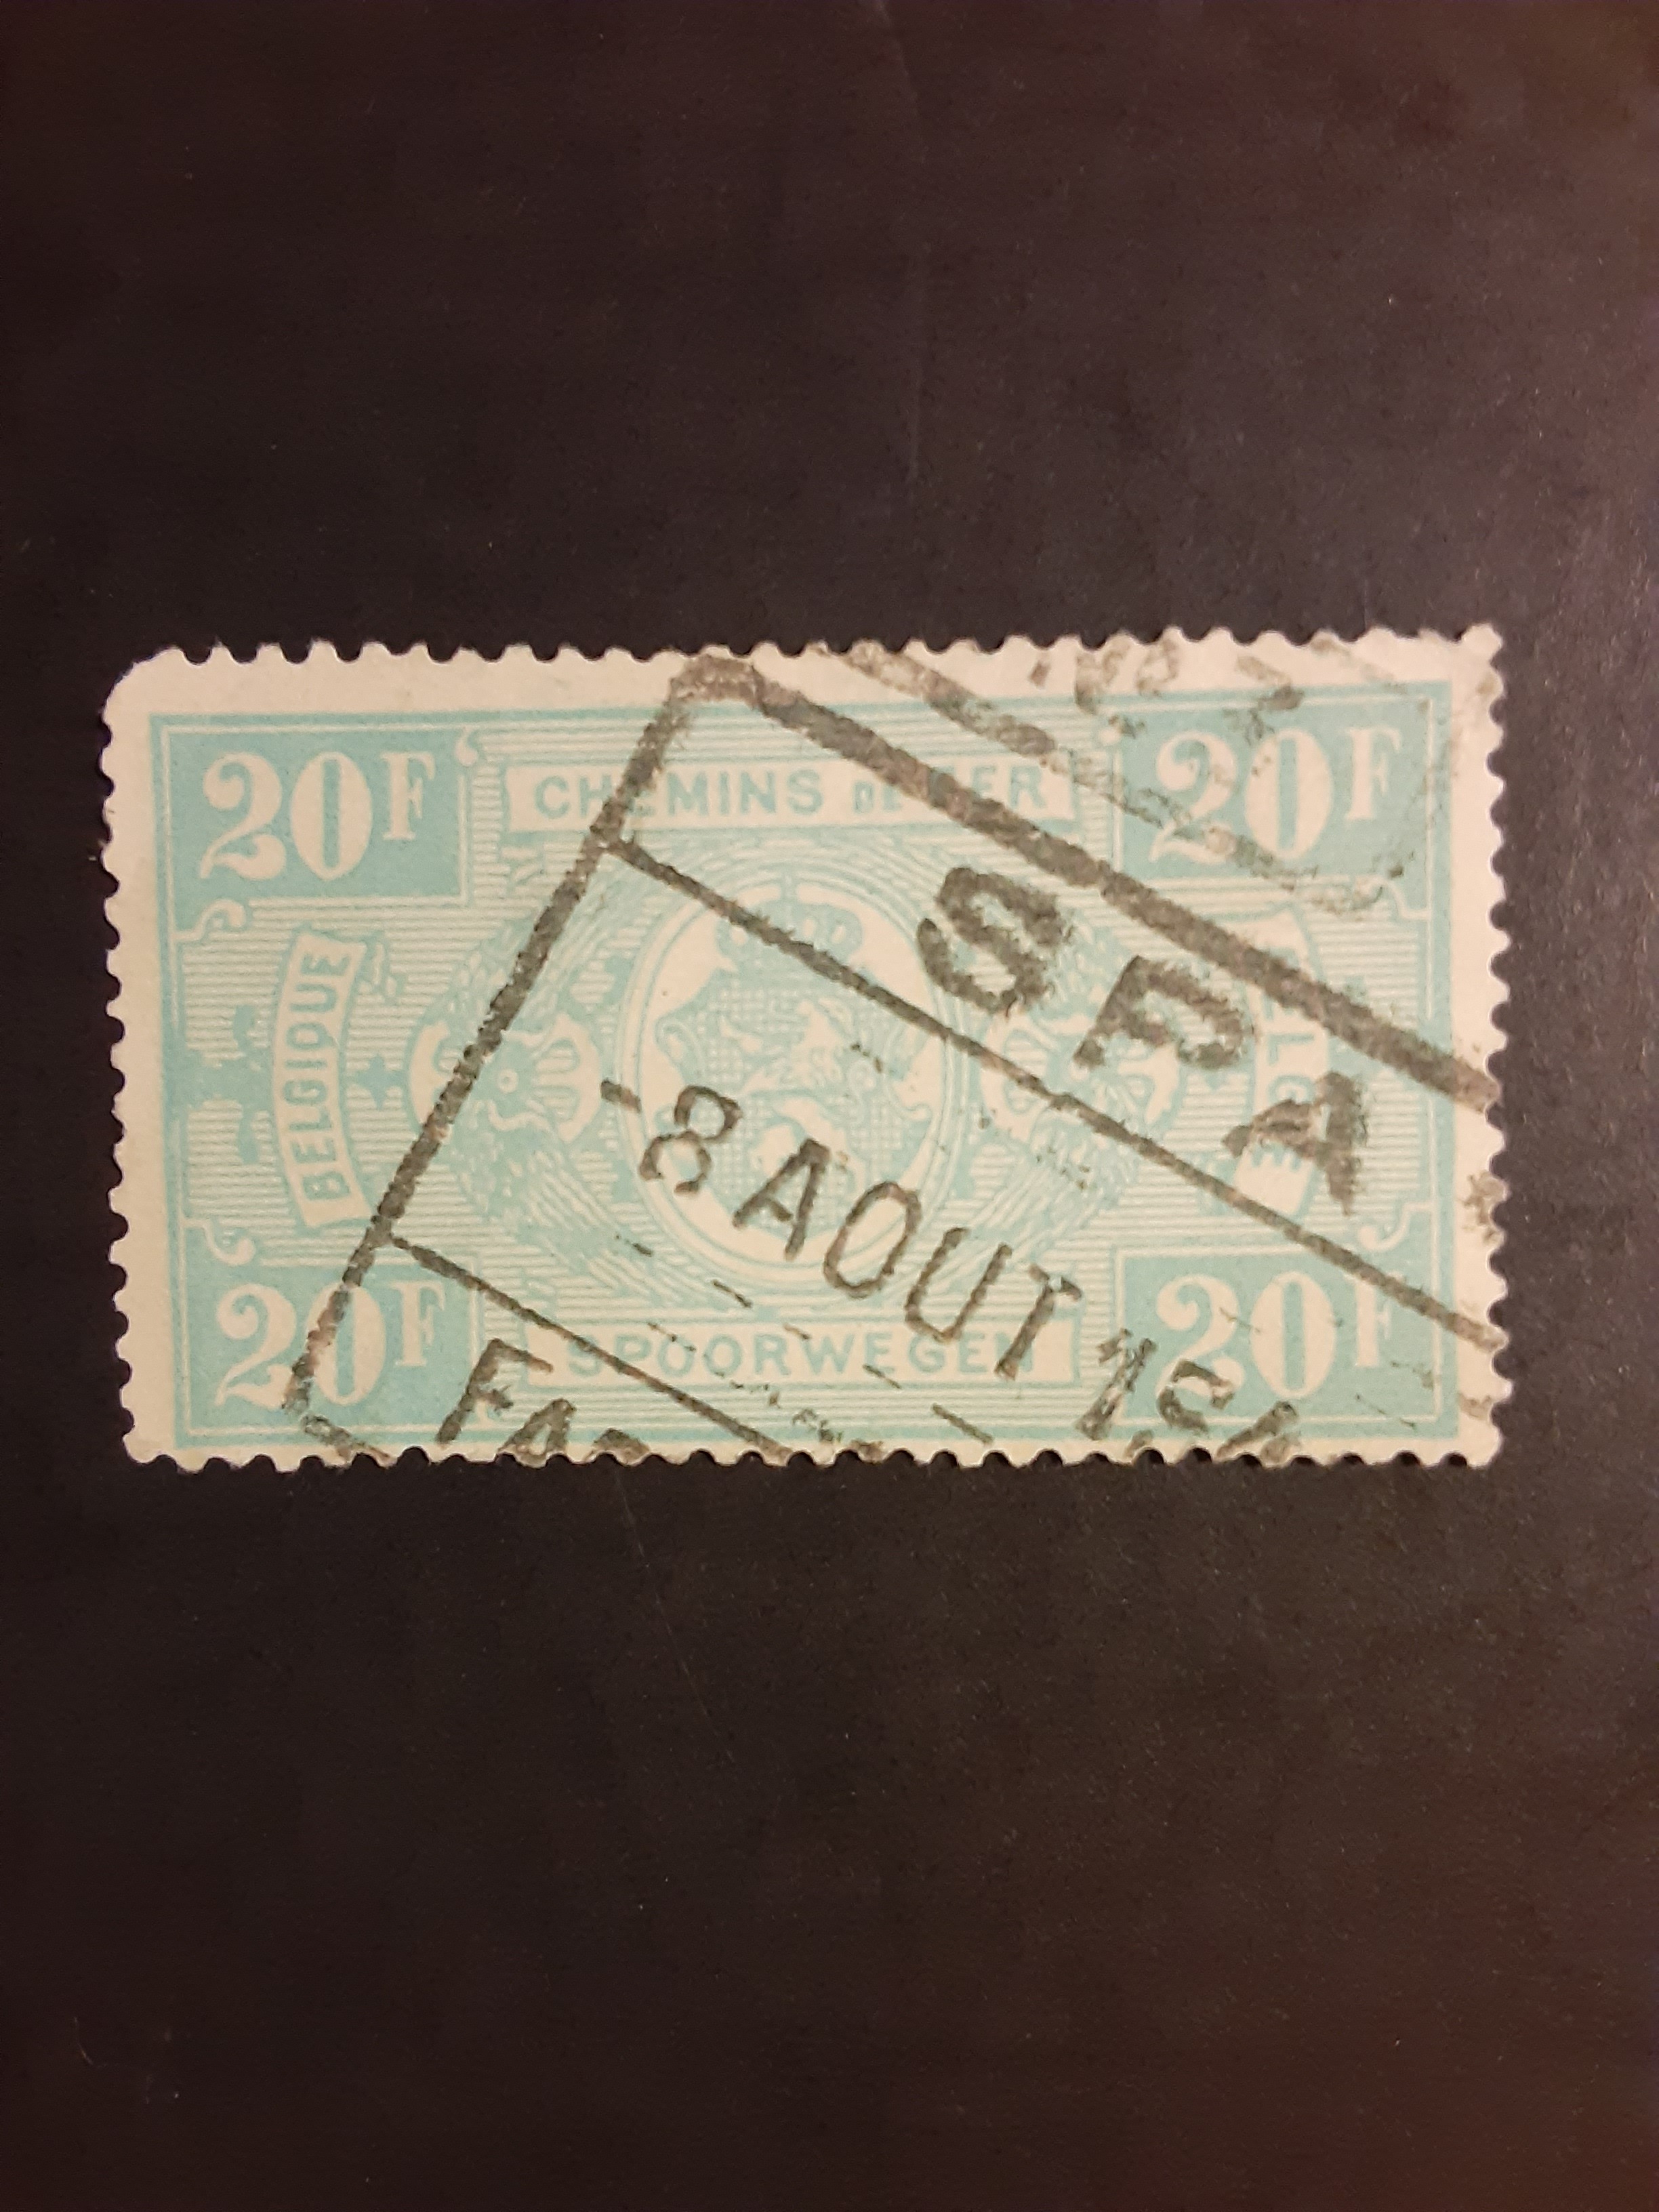 20F CHEMINS DE FER 20F
BELGIQUE
SPA
-8 AOUT
20F SPOORWEGEN 20F